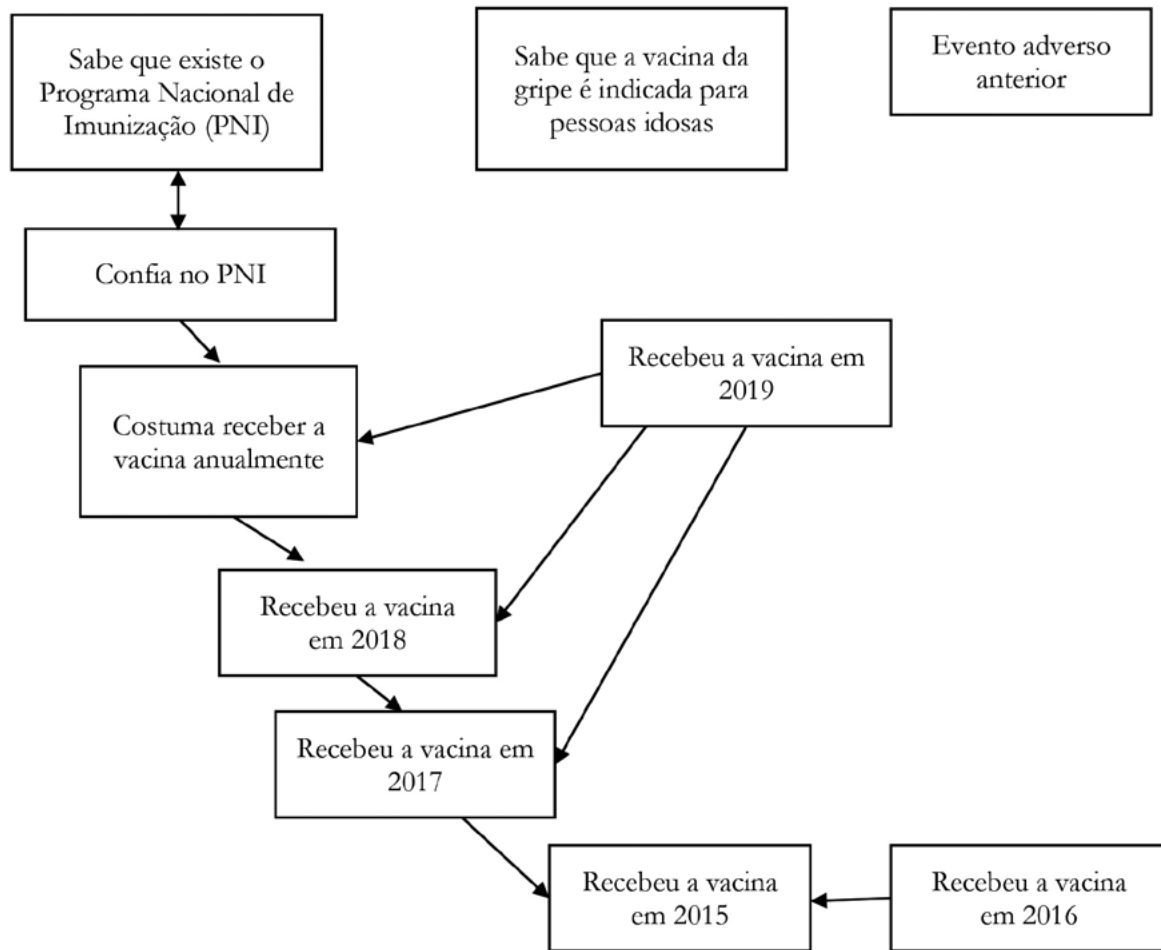 Sabe que existe o
Programa Nacional de
Imunização (PNI)
Sabe que a vacina da
gripe é indicada para
pessoas idosas
Evento adverso
anterior
Confia no PNI
Costuma receber a
vacina anualmente
Recebeu a vacina em
2019
Recebeu a vacina
em 2018
Recebeu a vacina em
2017
Recebeu a vacina
em 2015
Recebeu a vacina
em 2016